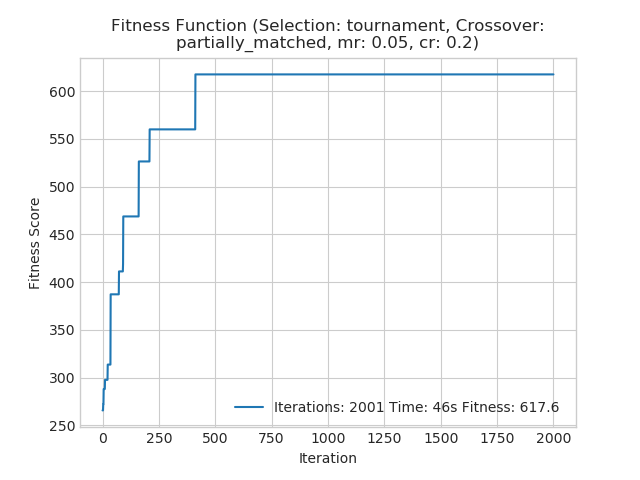 Fitness Function (Selection: tournament, Crossover:
partially_matched, mr: 0.05, cr: 0.2)
600
550
500
450
400
350
300
250
Fitness Score
Iterations: 2001 Time: 46s Fitness: 617.6
0 250 500 750 1000 1250 1500 1750 2000
Iteration